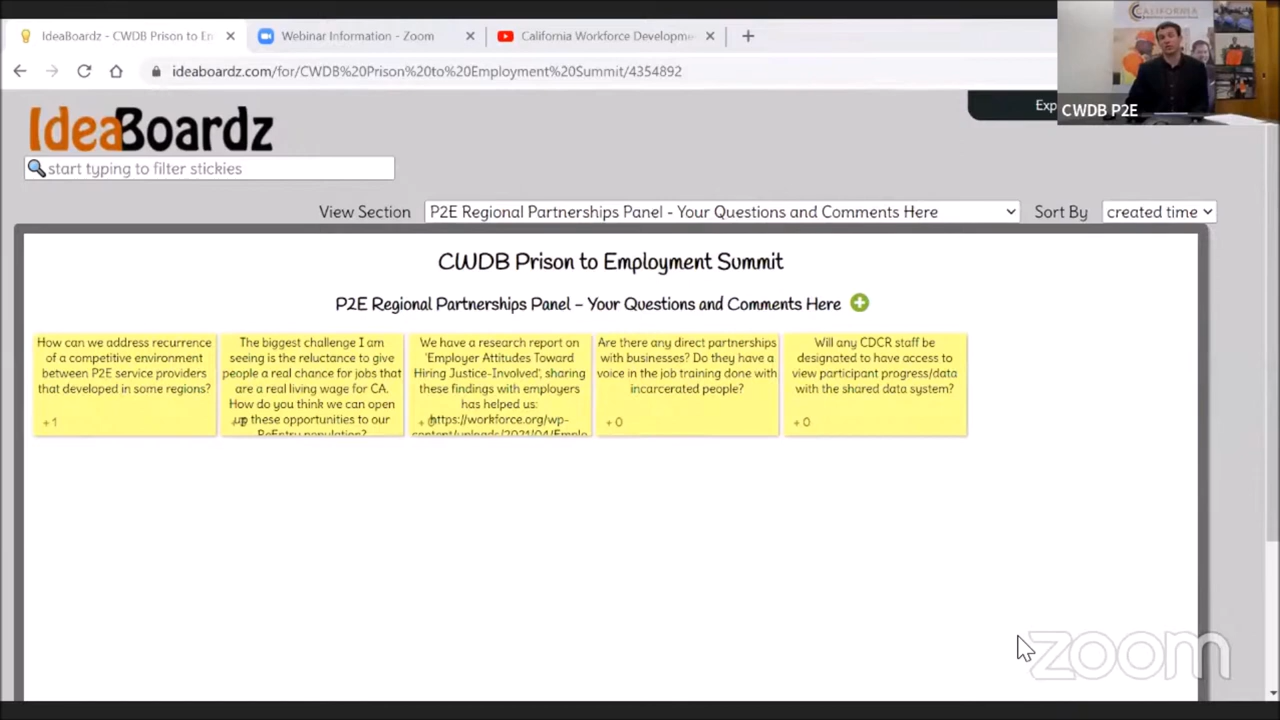 IdeaBoardz - CWDB Prison to En
Webinar Information - Zoom
California Workforce Developme
ideaboardz.com/for/CWDB%20Prison%20to%20Employment%20Summit/4354892
CALIFORNIA
Exp
CWDB P2E
IdeaBoardz
start typing to filter stickies
View Section
P2E Regional Partnerships Panel - Your Questions and Comments Here
Sort By
created time
CWDB Prison to Employment Summit
P2E Regional Partnerships Panel - Your Questions and Comments Here
How can we address recurrence
of a competitive environment
between P2E service providers
that developed in some regions?
+1
The biggest challenge I am
seeing is the reluctance to give
people a real chance for jobs that
are a real living wage for CA.
How do you think we can open
up these opportunities to our
ReEntry population?
We have a research report on
'Employer Attitudes Toward
Hiring Justice-Involved', sharing
these findings with employers
has helped us:
https://workforce.org/wp-
content/uploads/2021/04/Emplo
Are there any direct partnerships
with businesses? Do they have a
voice in the job training done with
incarcerated people?
+0
Will any CDCR staff be
designated to have access to
view participant progress/data
with the shared data system?
+0
zoom